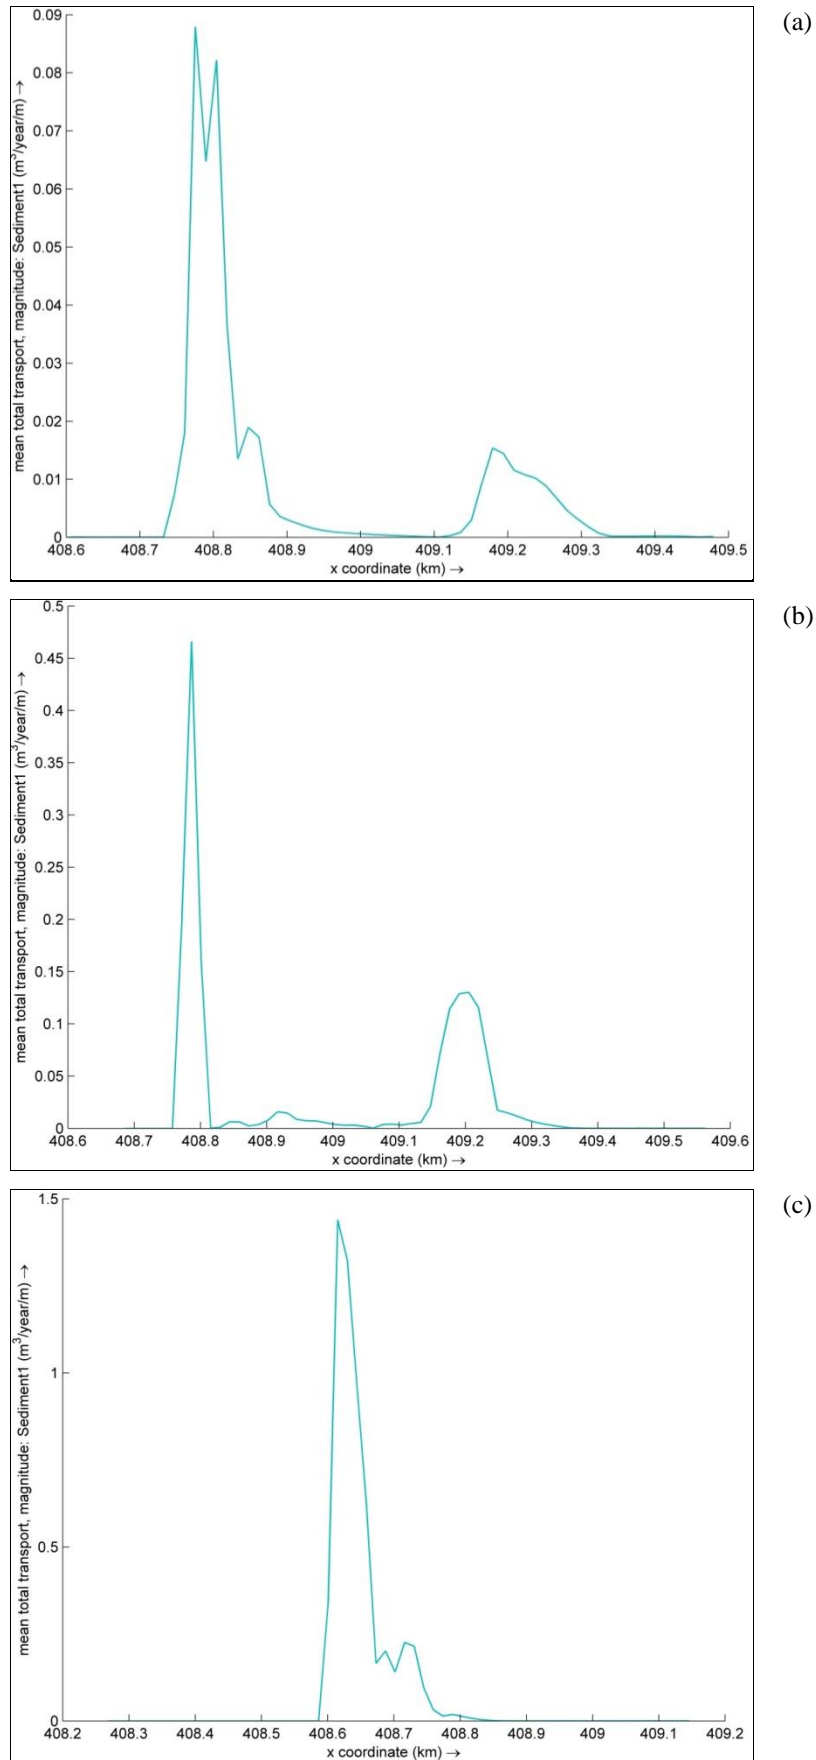 (a)
mean total transport, magnitude: Sediment1 (m³/year/m) →
0.09
0.08
0.07
0.06
0.05
0.04
0.03
0.02
0.01
0
408.6 408.7 408.8 408.9 409 409.1 409.2 409.3 409.4 409.5
x coordinate (km) →
(b)
mean total transport, magnitude: Sediment1 (m³/year/m) →
0.5
0.45
0.4
0.35
0.3
0.25
0.2
0.15
0.1
0.05
0
408.6 408.7 408.8 408.9 409 409.1 409.2 409.3 409.4 409.5 409.6
x coordinate (km) →
(c)
mean total transport, magnitude: Sediment1 (m³/year/m) →
1.5
1
0.5
0
408.2 408.3 408.4 408.5 408.6 408.7 408.8 408.9 409 409.1 409.2
x coordinate (km) →